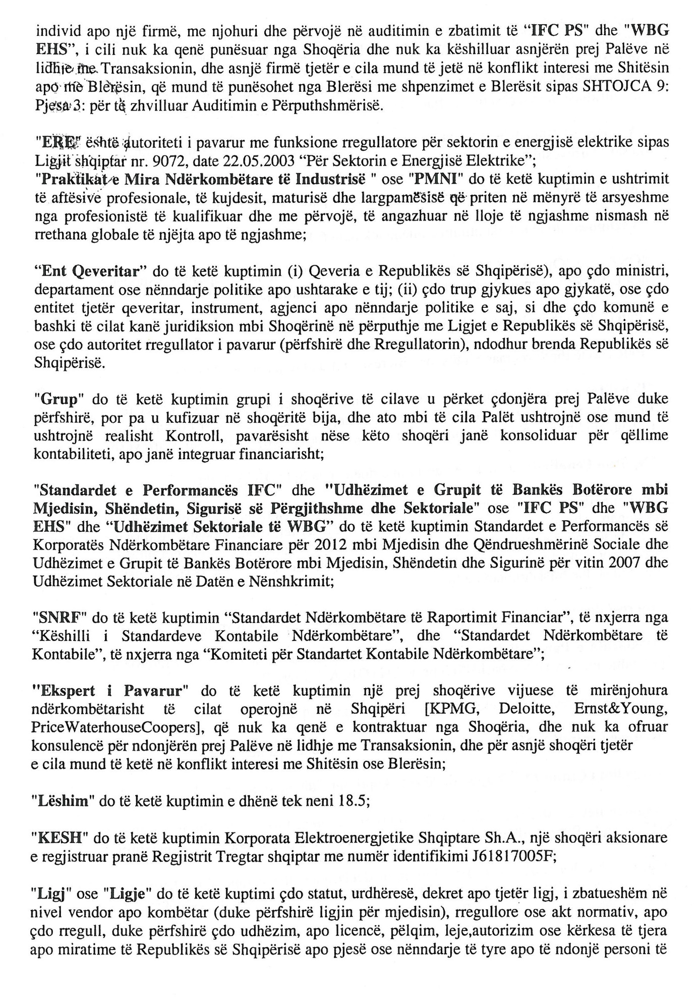 individ apo një firmë, me njohuri dhe përvojë në auditimin e zbatimit të “IFC PS" dhe "WBG
EHS”, i cili nuk ka qenë punësuar nga Shoqëria dhe nuk ka këshilluar asnjërën prej Palëve në
lidhje me Transaksionin, dhe asnjë firmë tjetër e cila mund të jetë në konflikt interesi me Shitësin
apo me Blerësin, që mund të punësohet nga Blerësi me shpenzimet e Blerësit sipas SHTOJCA 9:
Pjesa 3: për të zhvilluar Auditimin e Përputhshmërisë.
"ERE" është autoriteti i pavarur me funksione rregullatore për sektorin e energjisë elektrike sipas
Ligjit shqiptar nr. 9072, date 22.05.2003 “Për Sektorin e Energjisë Elektrike”;
"Praktikat e Mira Ndërkombëtare të Industrisë " ose "PMNI" do të ketë kuptimin e ushtrimit
të aftësive profesionale, të kujdesit, maturisë dhe largpamësisë që priten në mënyrë të arsyeshme
nga profesionistë të kualifikuar dhe me përvojë, të angazhuar në lloje të ngjashme nismash në
rrethana globale të njëjta apo të ngjashme;
“Ent Qeveritar” do të ketë kuptimin (i) Qeveria e Republikës së Shqipërisë), apo çdo ministri,
departament ose nënndarje politike apo ushtarake e tij; (ii) çdo trup gjykues apo gjykatë, ose çdo
entitet tjetër qeveritar, instrument, agjenci apo nënndarje politike e saj, si dhe çdo komunë e
bashki të cilat kanë juridiksion mbi Shoqërinë në përputhje me Ligjet e Republikës së Shqipërisë,
ose çdo autoritet rregullator i pavarur (përfshirë dhe Rregullatorin), ndodhur brenda Republikës së
Shqipërisë.
"Grup" do të ketë kuptimin grupi i shoqërive të cilave u përket çdonjëra prej Palëve duke
përfshirë, por pa u kufizuar në shoqëritë bija, dhe ato mbi të cila Palët ushtrojnë ose mund të
ushtrojnë realisht Kontroll, pavarësisht nëse këto shoqëri janë konsoliduar për qëllime
kontabiliteti, apo janë integruar financiarisht;
"Standardet e Performancës IFC" dhe "Udhëzimet e Grupit të Bankës Botërore mbi
Mjedisin, Shëndetin, Sigurisë së Përgjithshme dhe Sektoriale" ose "IFC PS" dhe "WBG
EHS" dhe “Udhëzimet Sektoriale të WBG” do të ketë kuptimin Standardet e Performancës së
Korporatës Ndërkombëtare Financiare për 2012 mbi Mjedisin dhe Qëndrueshmërinë Sociale dhe
Udhëzimet e Grupit të Bankës Botërore mbi Mjedisin, Shëndetin dhe Sigurinë për vitin 2007 dhe
Udhëzimet Sektoriale në Datën e Nënshkrimit;
"SNRF" do të ketë kuptimin “Standardet Ndërkombëtare të Raportimit Financiar”, të nxjerra nga
“Këshilli i Standardeve Kontabile Ndërkombëtare”, dhe “Standardet Ndërkombëtare të
Kontabile”, të nxjerra nga “Komiteti për Standartet Kontabile Ndërkombëtare”;
"Ekspert i Pavarur" do të ketë kuptimin një prej shoqërive vijuese të mirënjohura
ndërkombëtarisht të cilat operojnë në Shqipëri [KPMG, Deloitte, Ernst&Young,
PriceWaterhouseCoopers], që nuk ka qenë e kontraktuar nga Shoqëria, dhe nuk ka ofruar
konsulencë për ndonjërën prej Palëve në lidhje me Transaksionin, dhe për asnjë shoqëri tjetër
e cila mund të ketë në konflikt interesi me Shitësin ose Blerësin;
"Lëshim" do të ketë kuptimin e dhënë tek neni 18.5;
"KESH" do të ketë kuptimin Korporata Elektroenergjetike Shqiptare Sh.A., një shoqëri aksionare
e regjistruar pranë Regjistrit Tregtar shqiptar me numër identifikimi J61817005F;
"Ligj" ose "Ligje" do të ketë kuptimi çdo statut, urdhëresë, dekret apo tjetër ligj, i zbatueshëm në
nivel vendor apo kombëtar (duke përfshirë ligjin për mjedisin), rregullore ose akt normativ, apo
çdo rregull, duke përfshirë çdo udhëzim, apo licencë, pëlqim, leje,autorizim ose kërkesa të tjera
apo miratime të Republikës së Shqipërisë apo pjesë ose nënndarje të tyre apo të ndonjë personi të